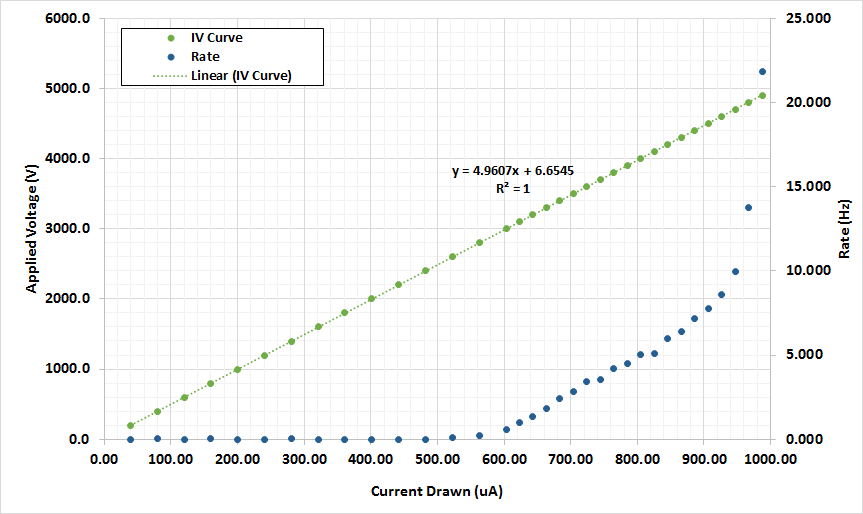 6000.0
5000.0
4000.0
3000.0
2000.0
1000.0
0.0
Applied Voltage (V)
IV Curve
Rate
Linear (IV Curve)
y = 4.9607x + 6.6545
R² = 1
25.000
20.000
15.000
10.000
5.000
0.000
Rate (Hz)
0.00 100.00 200.00 300.00 400.00 500.00 600.00 700.00 800.00 900.00 1000.00
Current Drawn (uA)